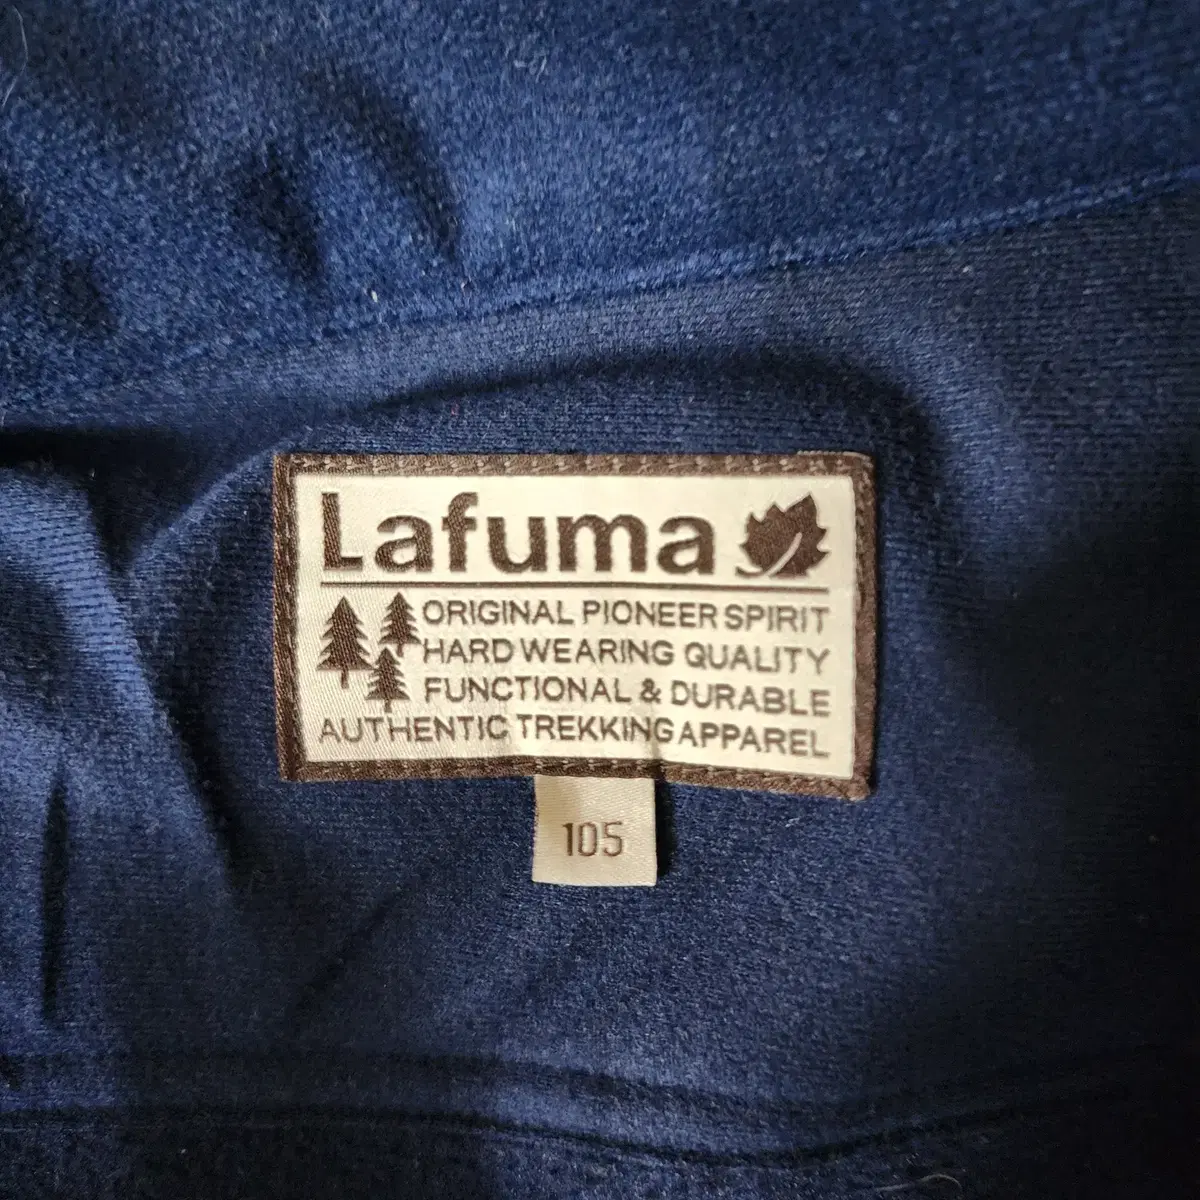 Lafuma
ORIGINAL PIONEER SPIRIT
HARD WEARING QUALITY
FUNCTIONAL & DURABLE
AUTHENTIC TREKKING APPAREL
105